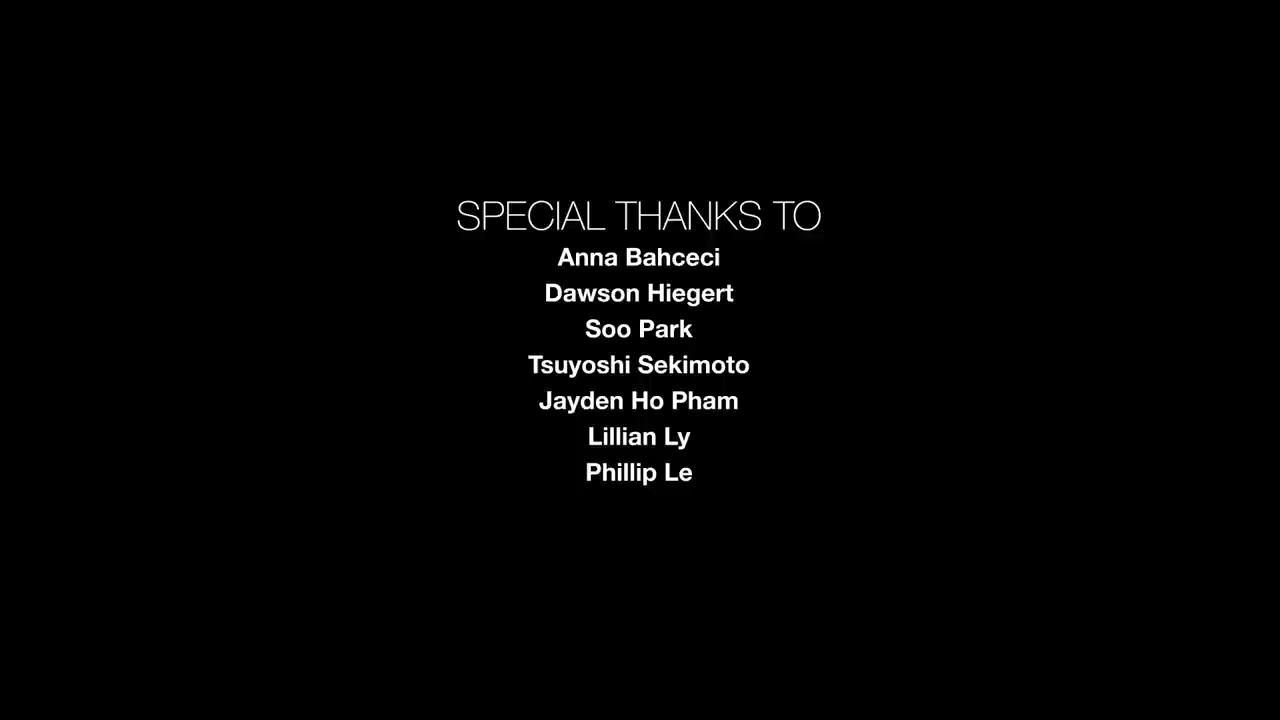 SPECIAL THANKS TO
Anna Bahceci
Dawson Hiegert
Soo Park
Tsuyoshi Sekimoto
Jayden Ho Pham
Lillian Ly
Phillip Le